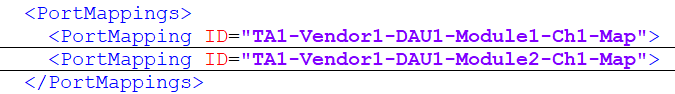 <PortMappings>
<PortMapping ID="TA1-Vendor1-DAU1-Module1-Ch1-Map">
<PortMapping ID="TA1-Vendor1-DAU1-Module2-Ch1-Map">
</PortMappings>